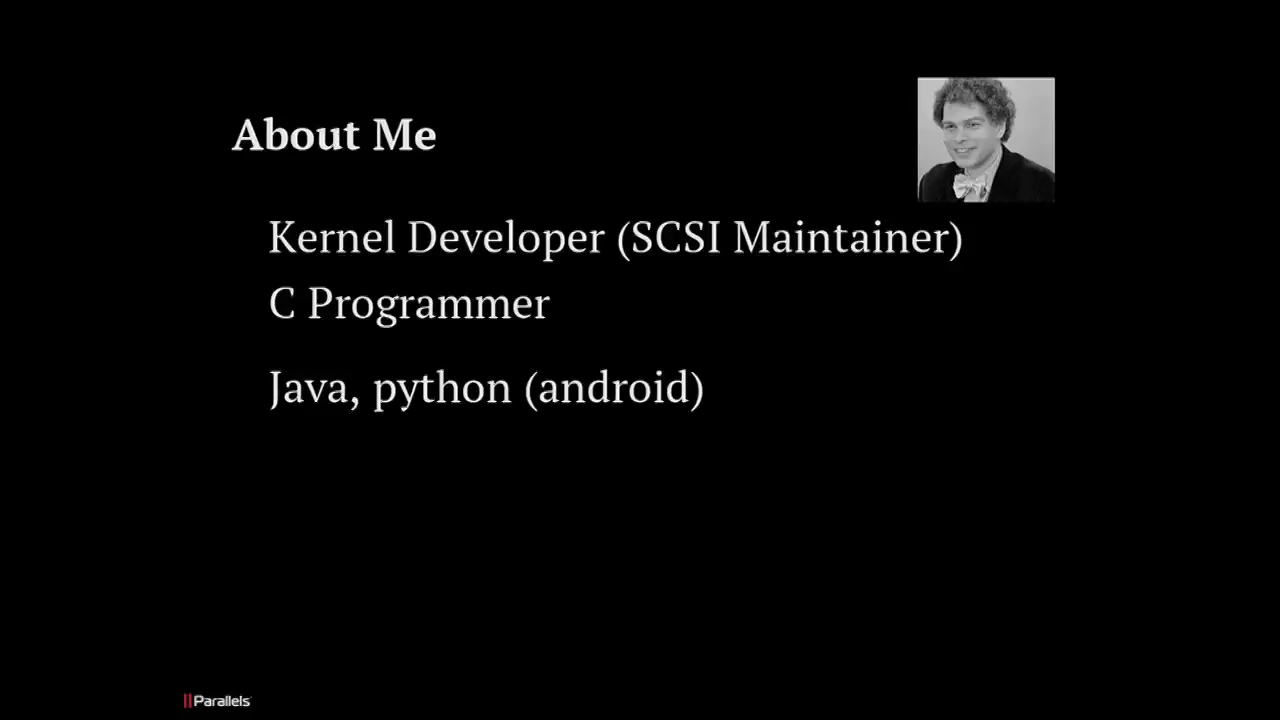 About Me
Kernel Developer (SCSI Maintainer)
C Programmer
Java, python (android)
Parallels